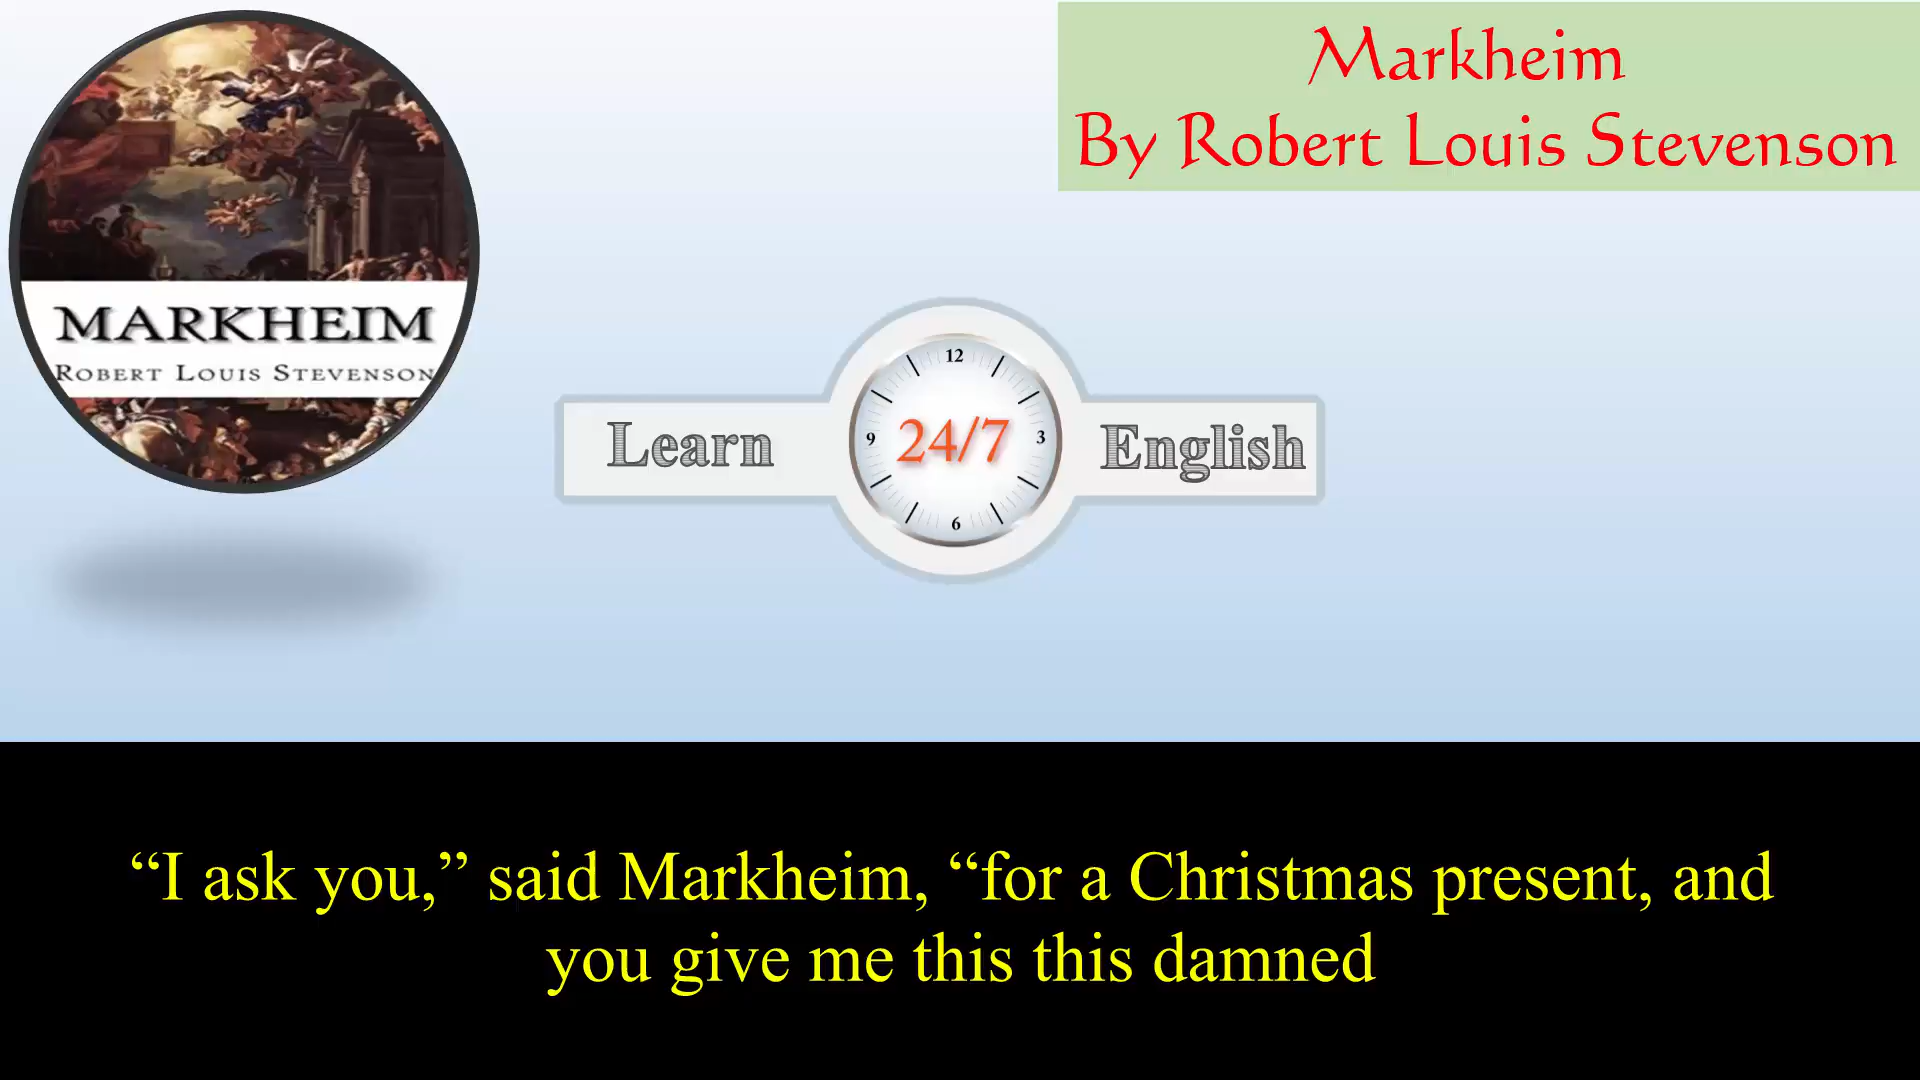 Markheim
By Robert Louis Stevenson
MARKHEIM
ROBERT LOUIS STEVENSON
Learn 24/7 English
12
9
3
6
“I ask you,” said Markheim, “for a Christmas present, and
you give me this this damned